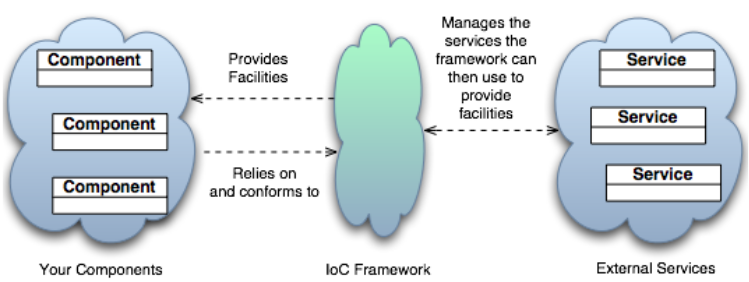 Component
Component
Component
Your Components
Provides
Facilities
Relies on
and conforms to
IoC Framework
Manages the
services the
framework can
then use to
provide
facilities
Service
Service
Service
External Services